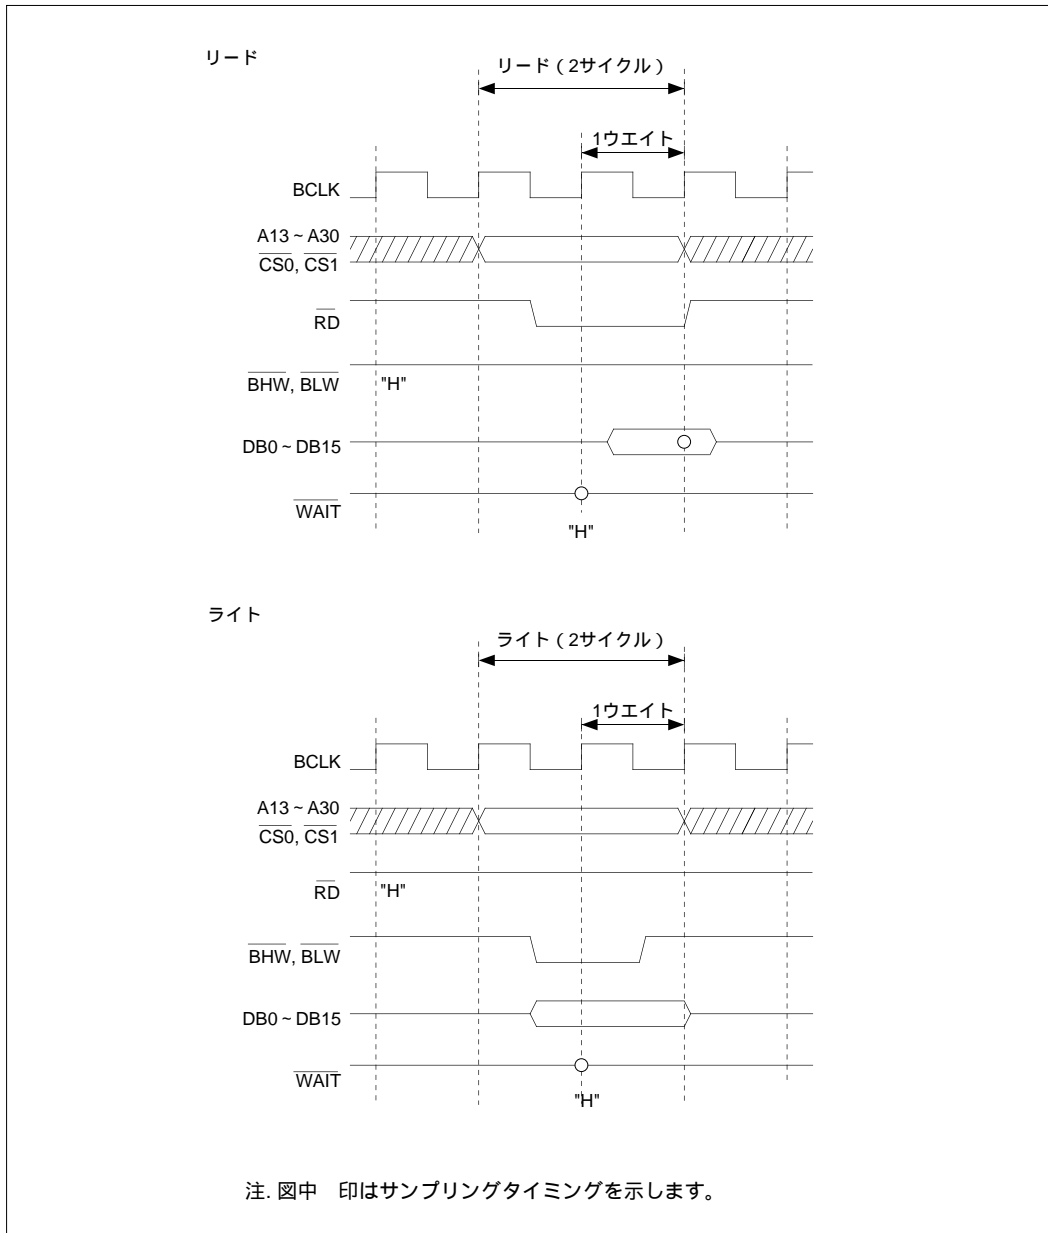 リード
リード（2サイクル）
1ウエイト
BCLK
A13～A30
CS0, CS1
RD
BHW, BLW "H"
DB0～DB15
WAIT
"H"
ライト
ライト（2サイクル）
1ウエイト
BCLK
A13～A30
CS0, CS1
RD "H"
BHW, BLW
DB0～DB15
WAIT
"H"
注. 図中　印はサンプリングタイミングを示します。